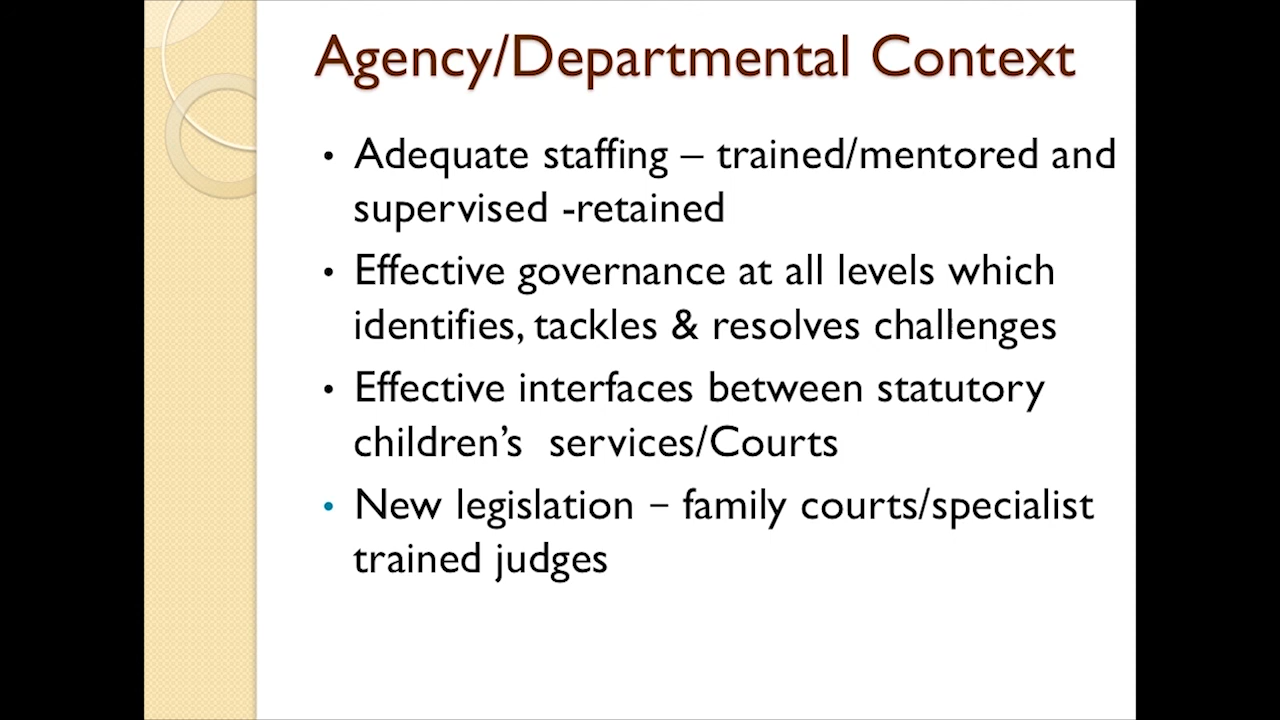 Agency/Departmental Context
• Adequate staffing – trained/mentored and
supervised -retained
• Effective governance at all levels which
identifies, tackles & resolves challenges
• Effective interfaces between statutory
children’s  services/Courts
• New legislation – family courts/specialist
trained judges